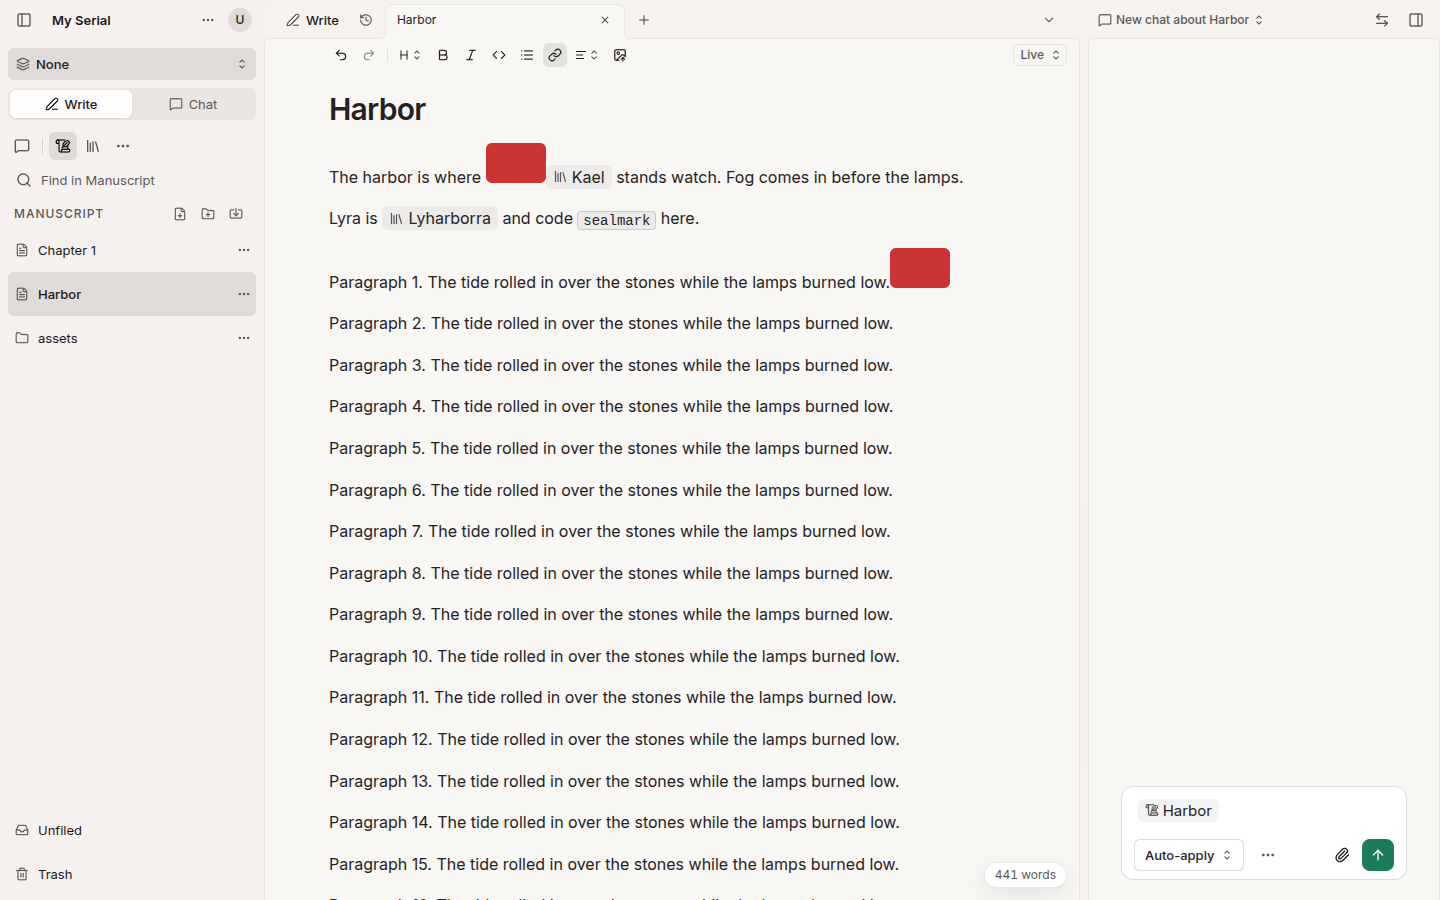 My Serial
U
None
Write
Chat
Find in Manuscript
MANUSCRIPT
Chapter 1
Harbor
assets
Unfiled
Trash
Write
Harbor
H
B
I
Live
Harbor
The harbor is where Kael stands watch. Fog comes in before the lamps.
Lyra is Lyharborra and code sealmark here.
Paragraph 1. The tide rolled in over the stones while the lamps burned low.
Paragraph 2. The tide rolled in over the stones while the lamps burned low.
Paragraph 3. The tide rolled in over the stones while the lamps burned low.
Paragraph 4. The tide rolled in over the stones while the lamps burned low.
Paragraph 5. The tide rolled in over the stones while the lamps burned low.
Paragraph 6. The tide rolled in over the stones while the lamps burned low.
Paragraph 7. The tide rolled in over the stones while the lamps burned low.
Paragraph 8. The tide rolled in over the stones while the lamps burned low.
Paragraph 9. The tide rolled in over the stones while the lamps burned low.
Paragraph 10. The tide rolled in over the stones while the lamps burned low.
Paragraph 11. The tide rolled in over the stones while the lamps burned low.
Paragraph 12. The tide rolled in over the stones while the lamps burned low.
Paragraph 13. The tide rolled in over the stones while the lamps burned low.
Paragraph 14. The tide rolled in over the stones while the lamps burned low.
Paragraph 15. The tide rolled in over the stones while the lamps burned low.
441 words
New chat about Harbor
Harbor
Auto-apply